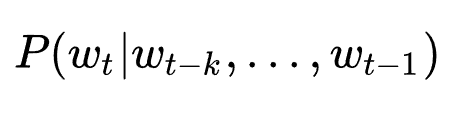 P(w_t|w_{t-k}, . . . , w_{t-1})